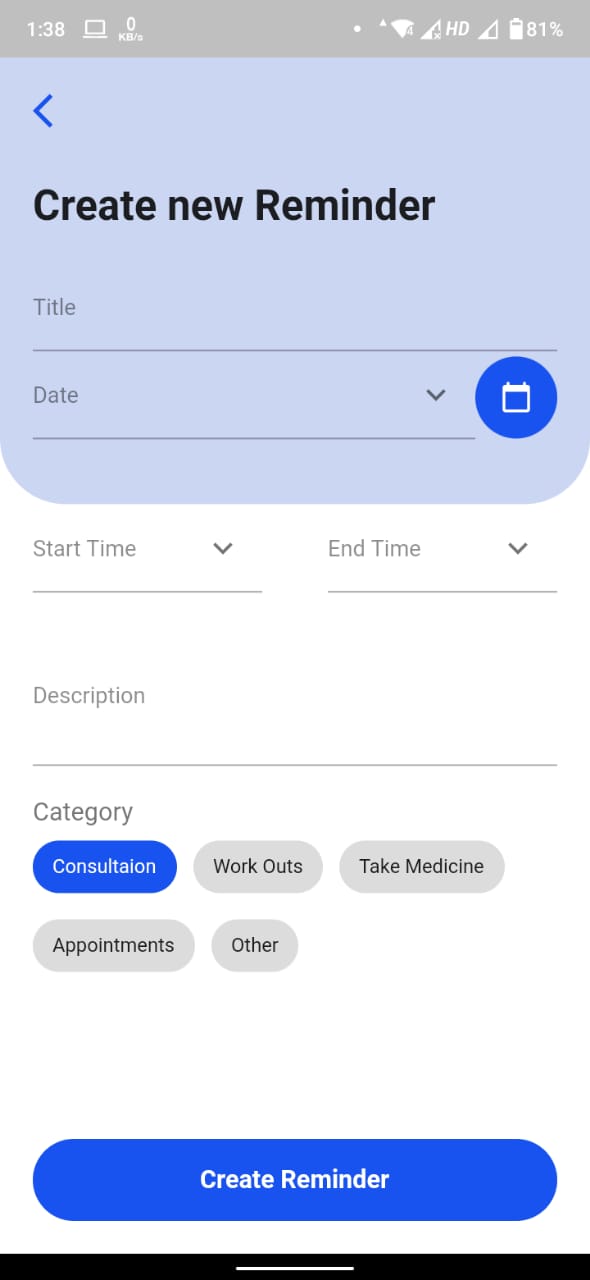 1:38 0 KB/s 4 HD 81%
Create new Reminder
Title
Date
Start Time End Time
Description
Category
Consultaion Work Outs Take Medicine
Appointments Other
Create Reminder